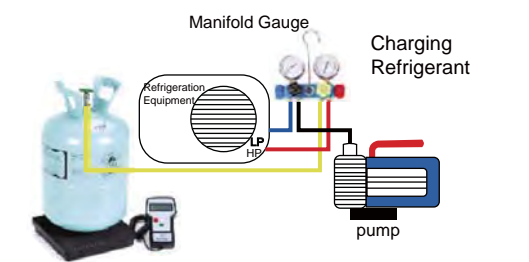 Manifold Gauge
Charging
Refrigerant
Refrigeration
Equipment
LP
HP
pump